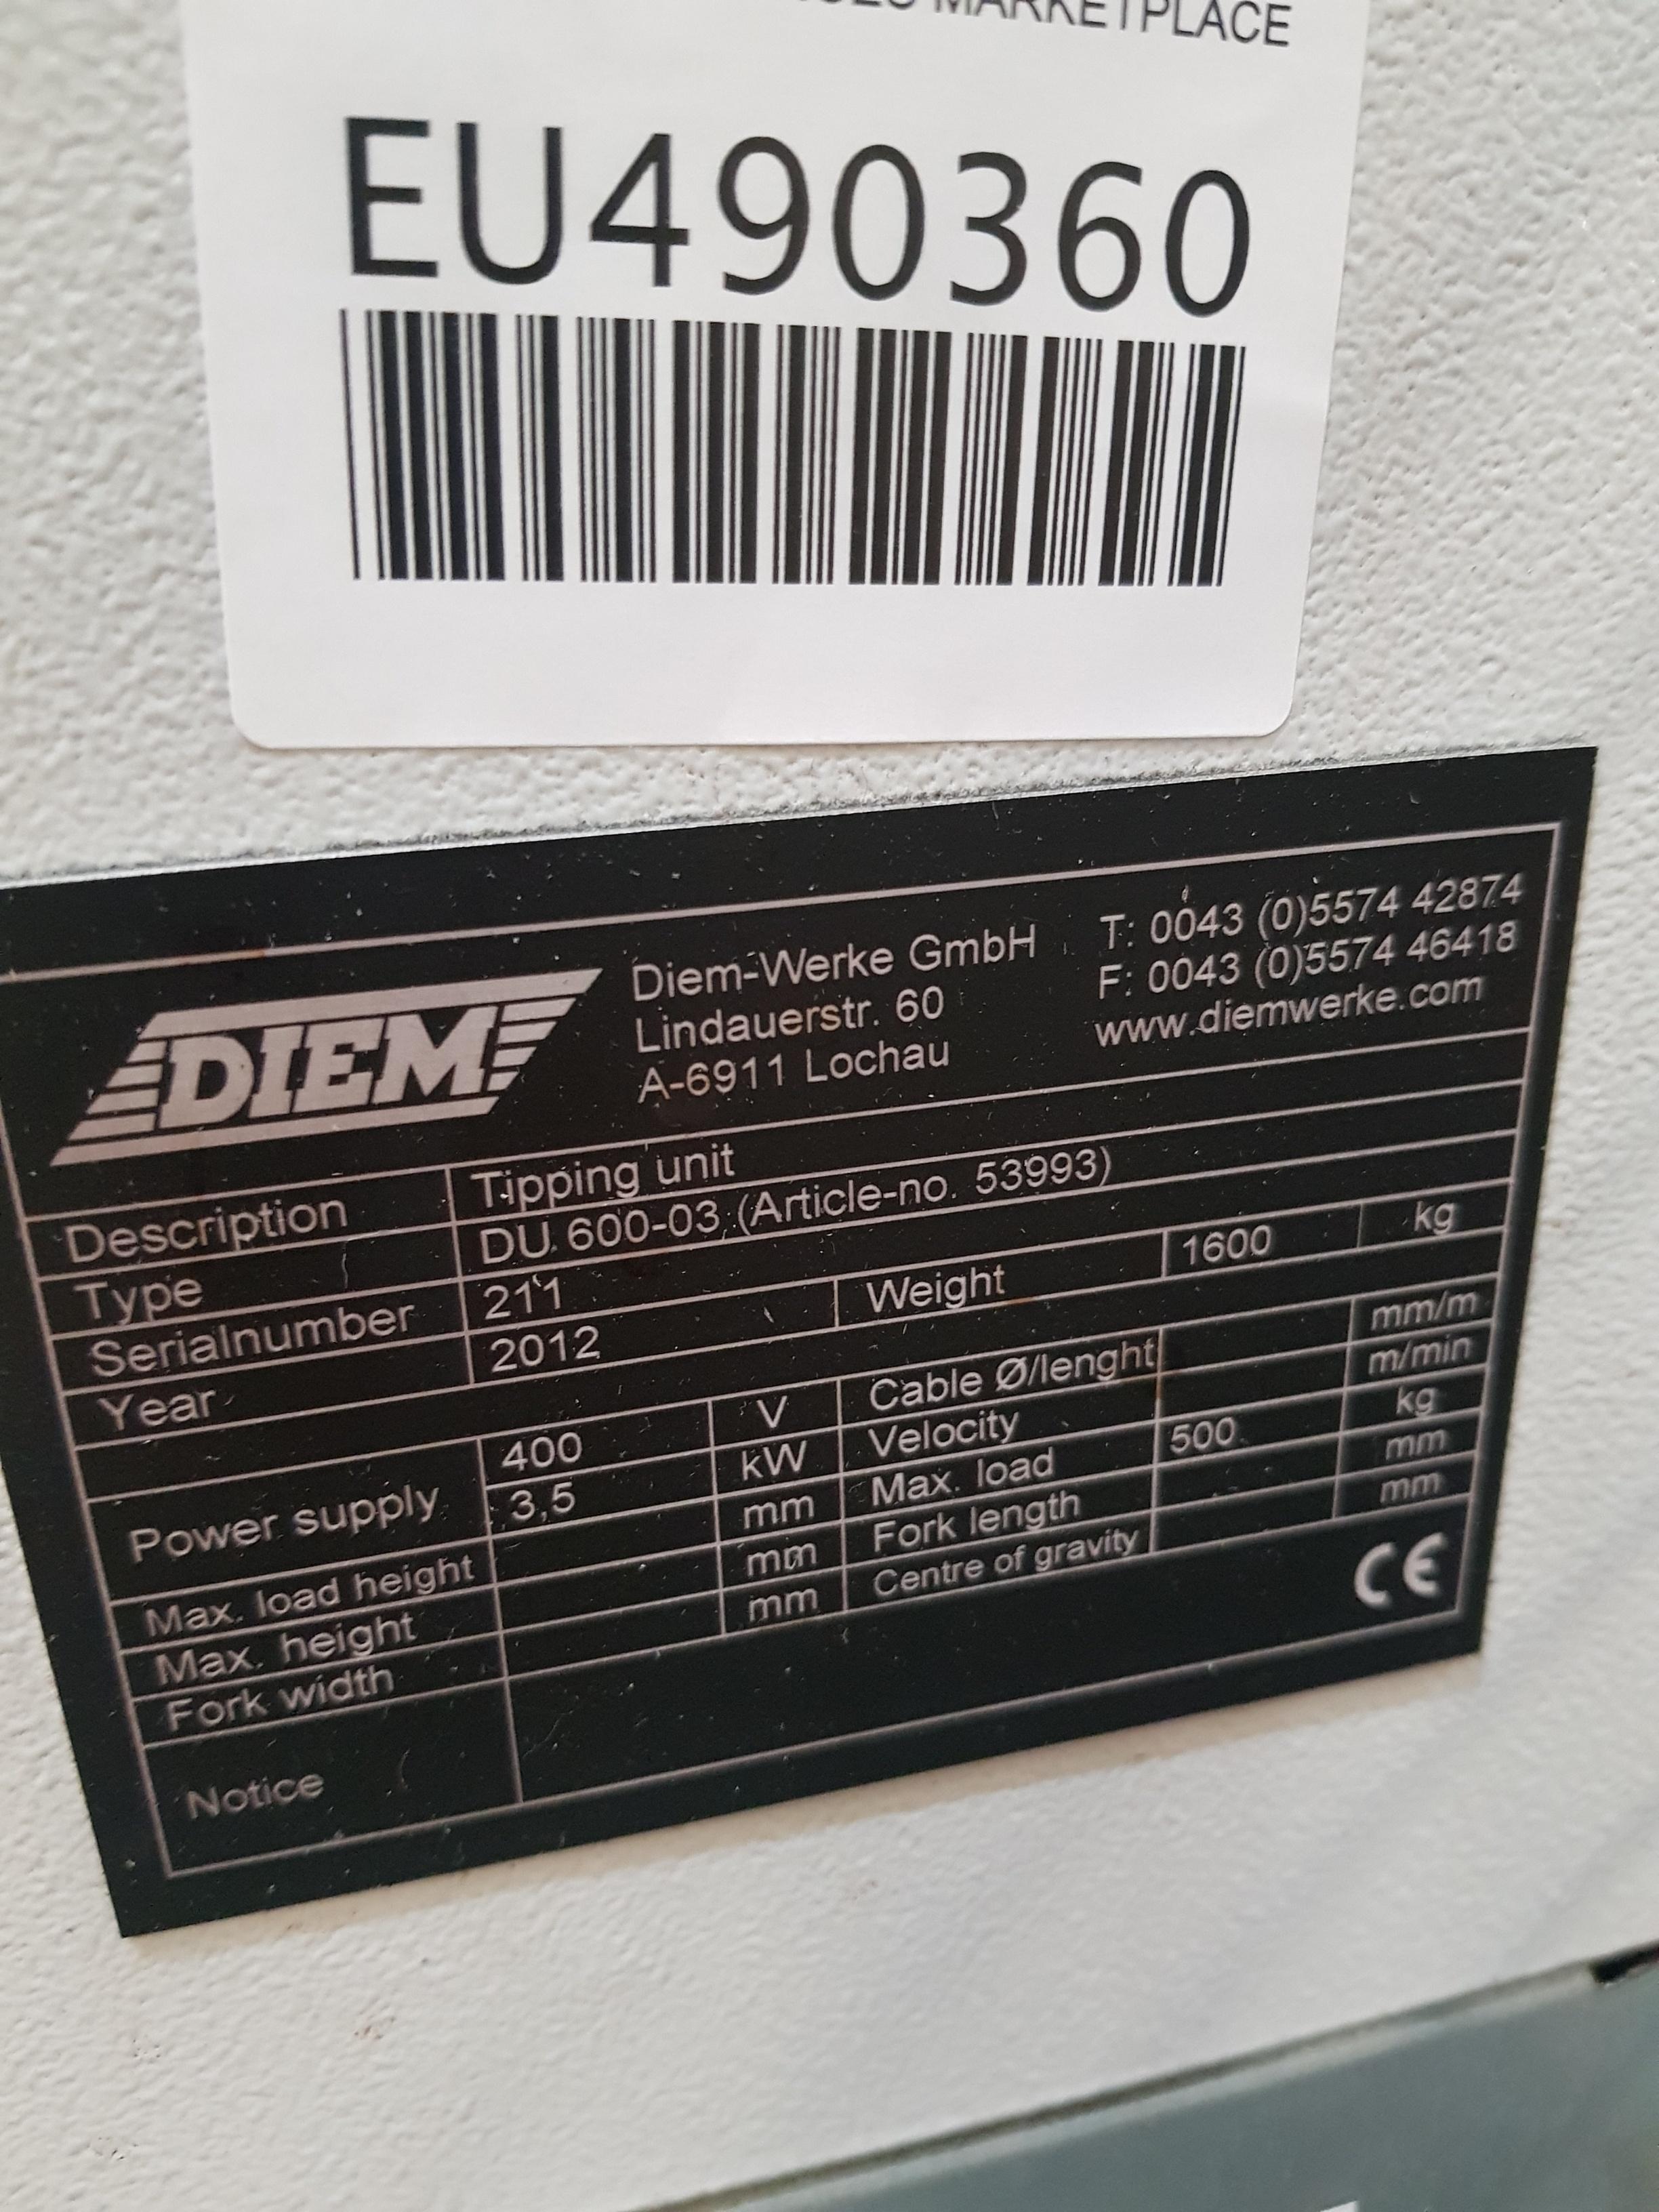 MARKETPLACE
EU490360
DIEM
Diem-Werke GmbH
Lindauerstr. 60
A-6911 Lochau
T: 0043 (0)5574 42874
F: 0043 (0)5574 46418
www.diemwerke.com
Description Tipping unit
Type DU 600-03 (Article-no. 53993)
Serialnumber 211 Weight 1600 kg
Year 2012
Power supply 400 V Cable Ø/lenght mm/m
3,5 kW Velocity m/min
Max. load height mm Max. load 500 kg
Max. height mm Fork length mm
Fork width mm Centre of gravity mm
Notice
CE